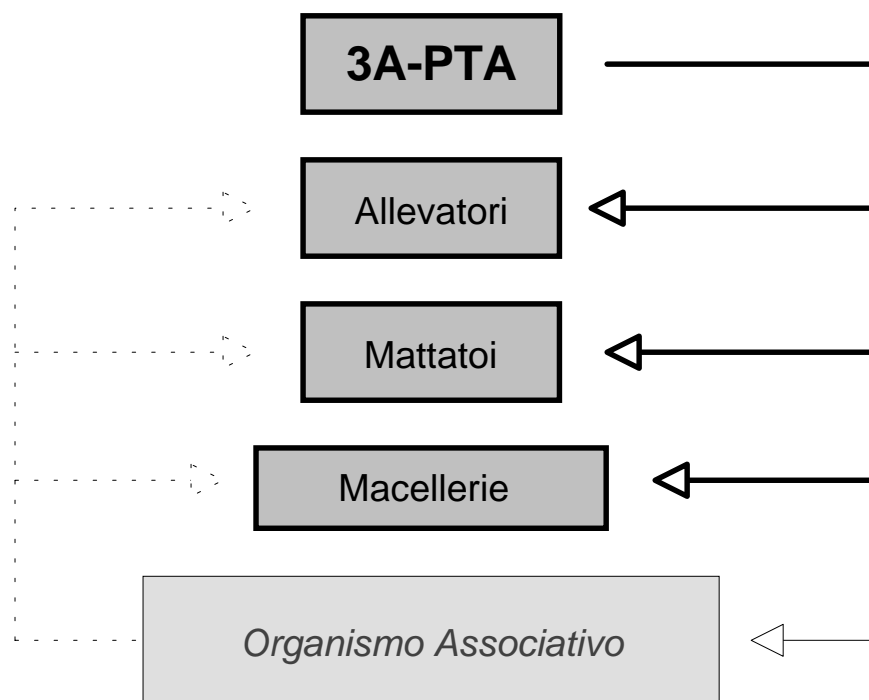 3A-PTA
Allevatori
Mattatoi
Macellerie
Organismo Associativo